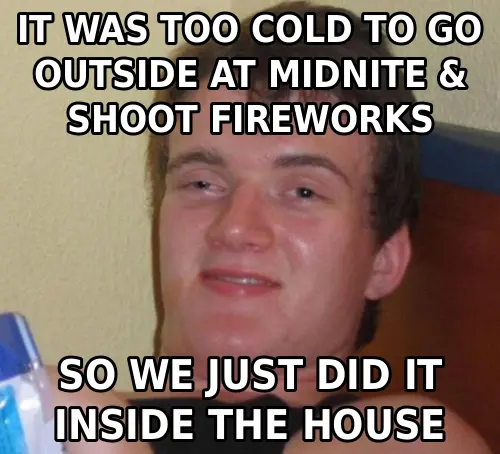 IT WAS TOO COLD TO GO
OUTSIDE AT MIDNITE &
SHOOT FIREWORKS
SO WE JUST DID IT
INSIDE THE HOUSE